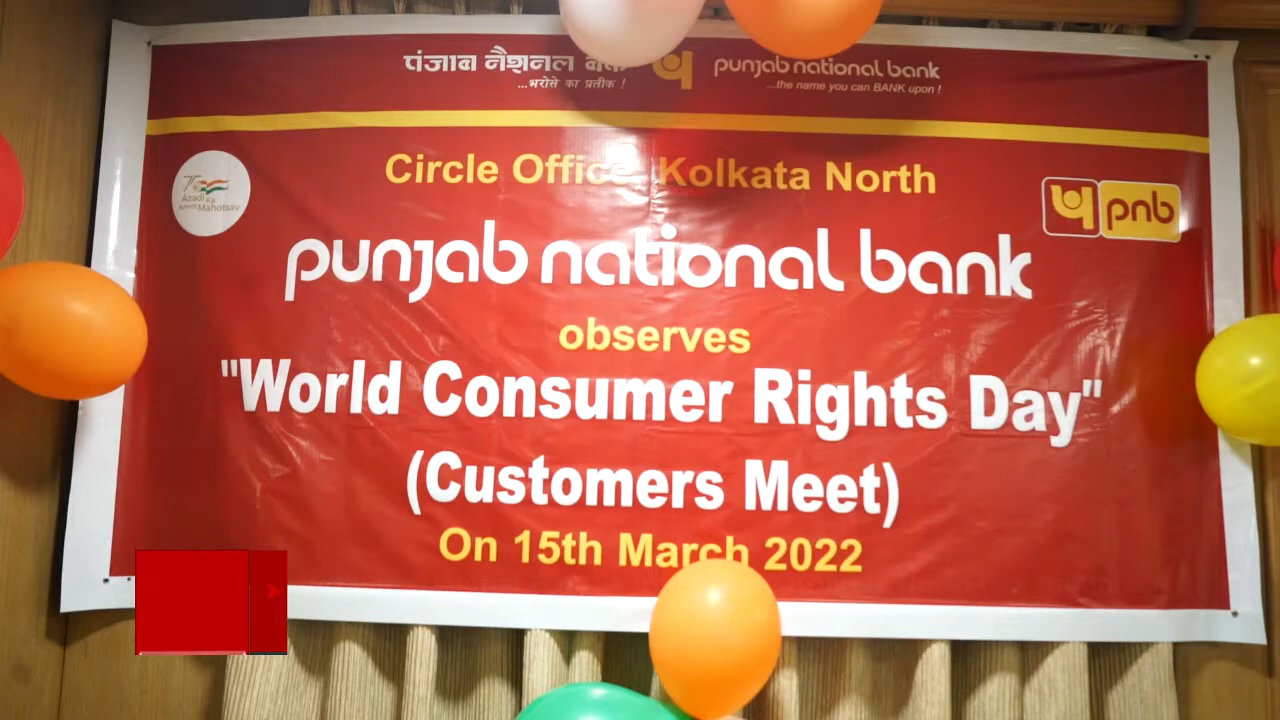 पंजाब नैशनल बैंक
...भरोसे का प्रतीक !
punjab national bank
...the name you can BANK upon !
Circle Office, Kolkata North
75
Azadi Ka
Amrit Mahotsav
pnb
punjab national bank
observes
"World Consumer Rights Day"
(Customers Meet)
On 15th March 2022